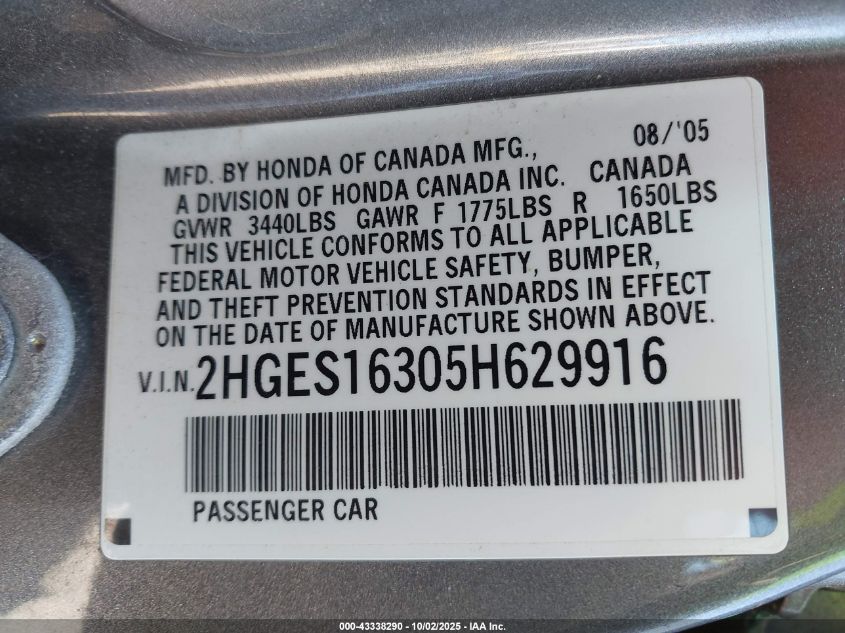 08/'05
MFD. BY HONDA OF CANADA MFG.,
A DIVISION OF HONDA CANADA INC. CANADA
GVWR 3440LBS GAWR F 1775LBS R 1650LBS
THIS VEHICLE CONFORMS TO ALL APPLICABLE
FEDERAL MOTOR VEHICLE SAFETY, BUMPER,
AND THEFT PREVENTION STANDARDS IN EFFECT
ON THE DATE OF MANUFACTURE SHOWN ABOVE.
V.I.N. 2HGES16305H629916
PASSENGER CAR
000-43338290 - 10/02/2025 - IAA Inc.